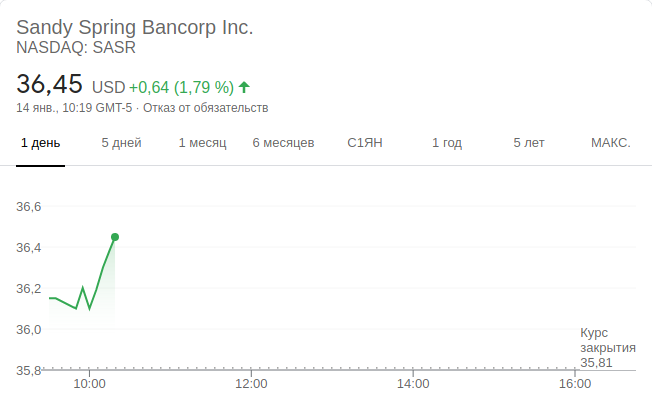 Sandy Spring Bancorp Inc.
NASDAQ: SASR
36,45 USD +0,64 (1,79 %)
14 янв., 10:19 GMT-5 · Отказ от обязательств
1 день 5 дней 1 месяц 6 месяцев С1ЯН 1 год 5 лет МАКС.
36,6
36,4
36,2
36,0
35,8
Курс
закрытия
35,81
10:00 12:00 14:00 16:00